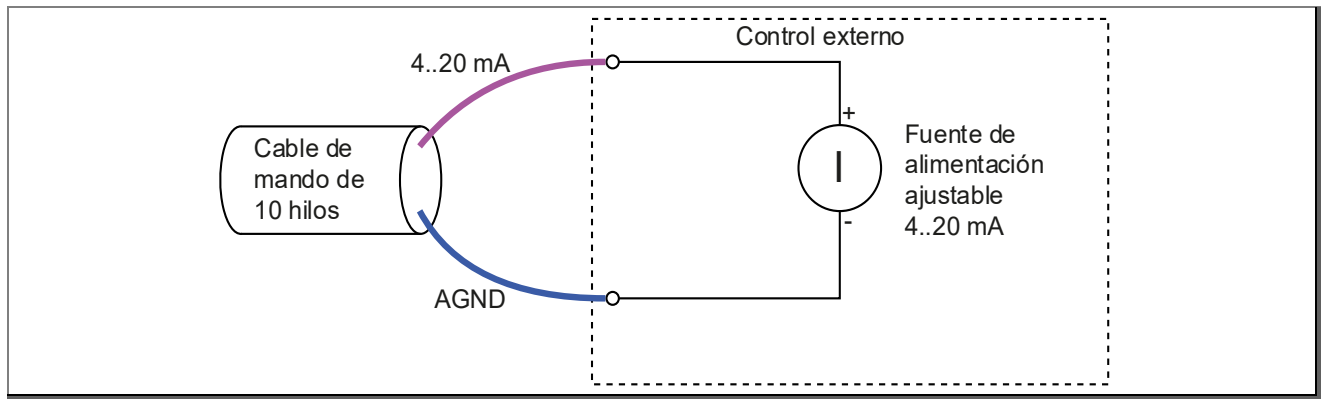 Control externo
4..20 mA
Cable de
mando de
10 hilos
+
I
-
Fuente de
alimentación
ajustable
4..20 mA
AGND